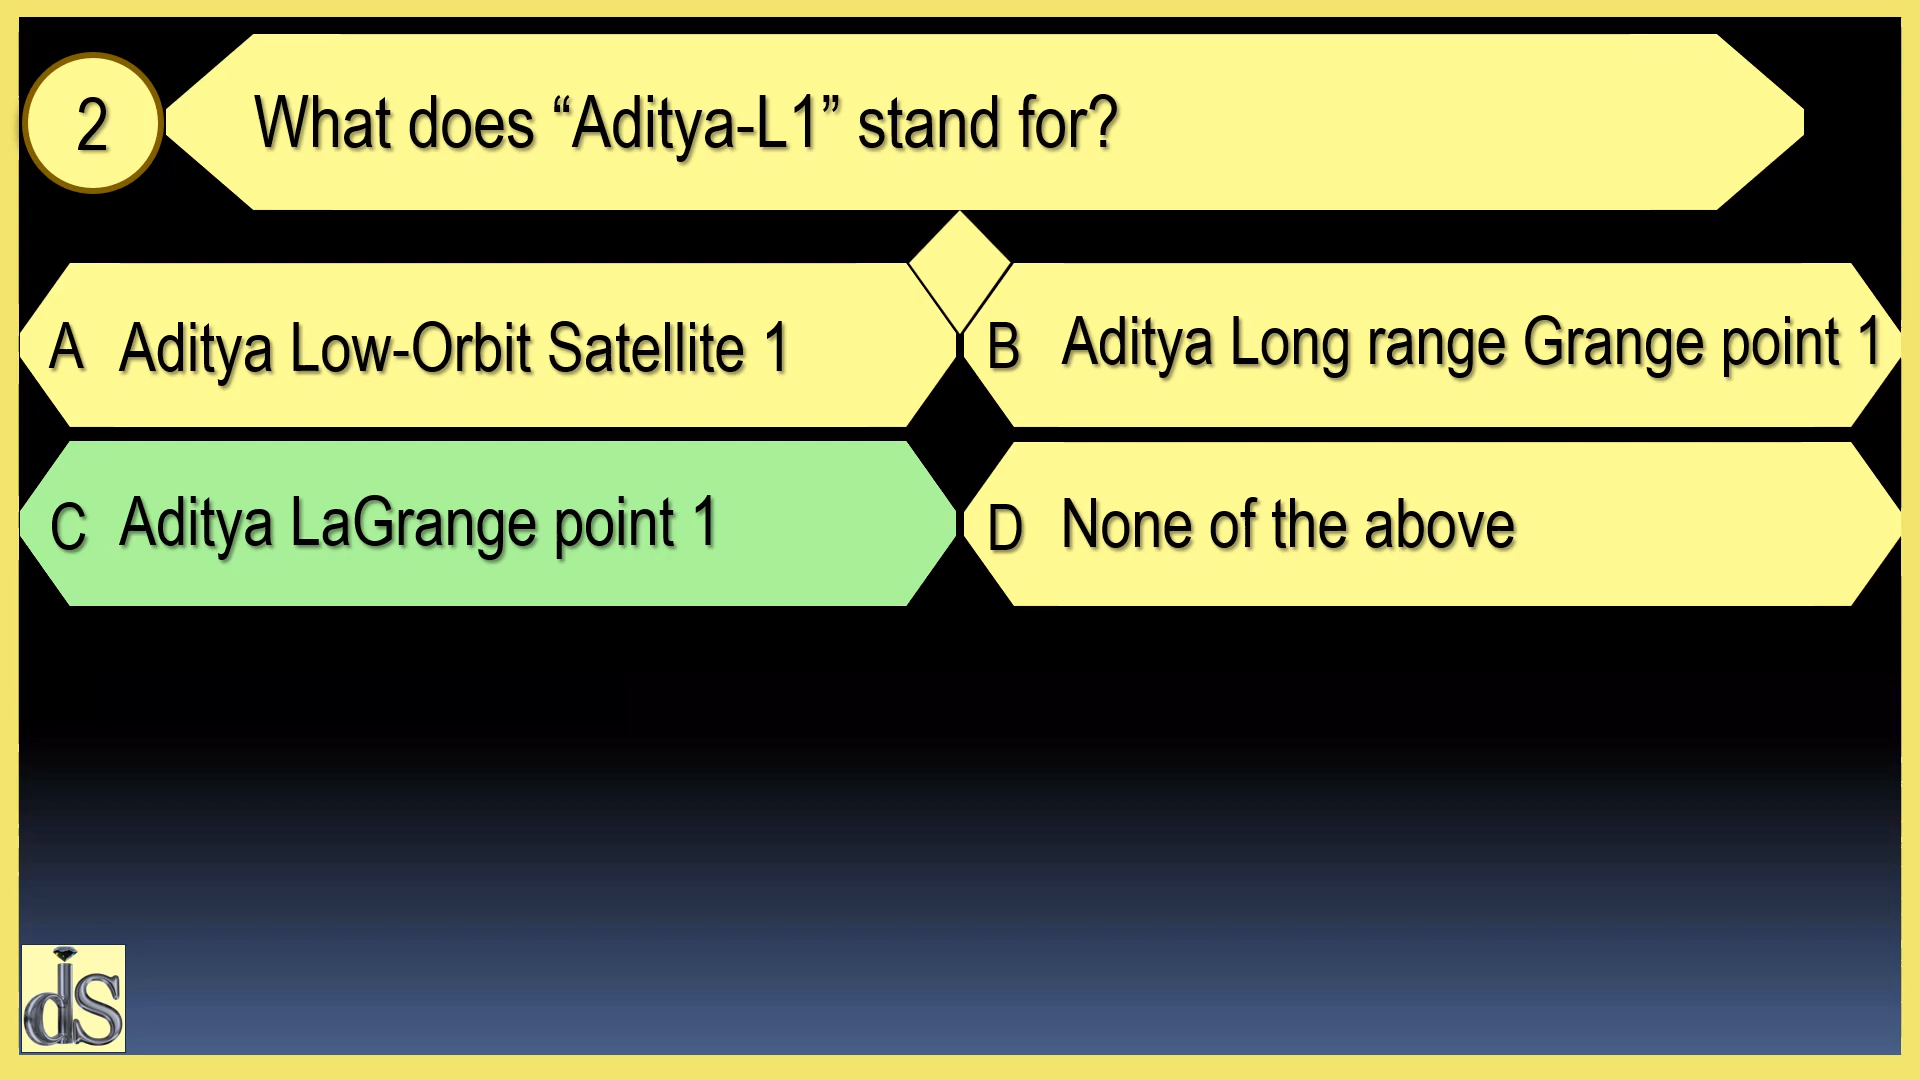 2
What does “Aditya-L1” stand for?
A Aditya Low-Orbit Satellite 1
B Aditya Long range Grange point 1
C Aditya LaGrange point 1
D None of the above
ds